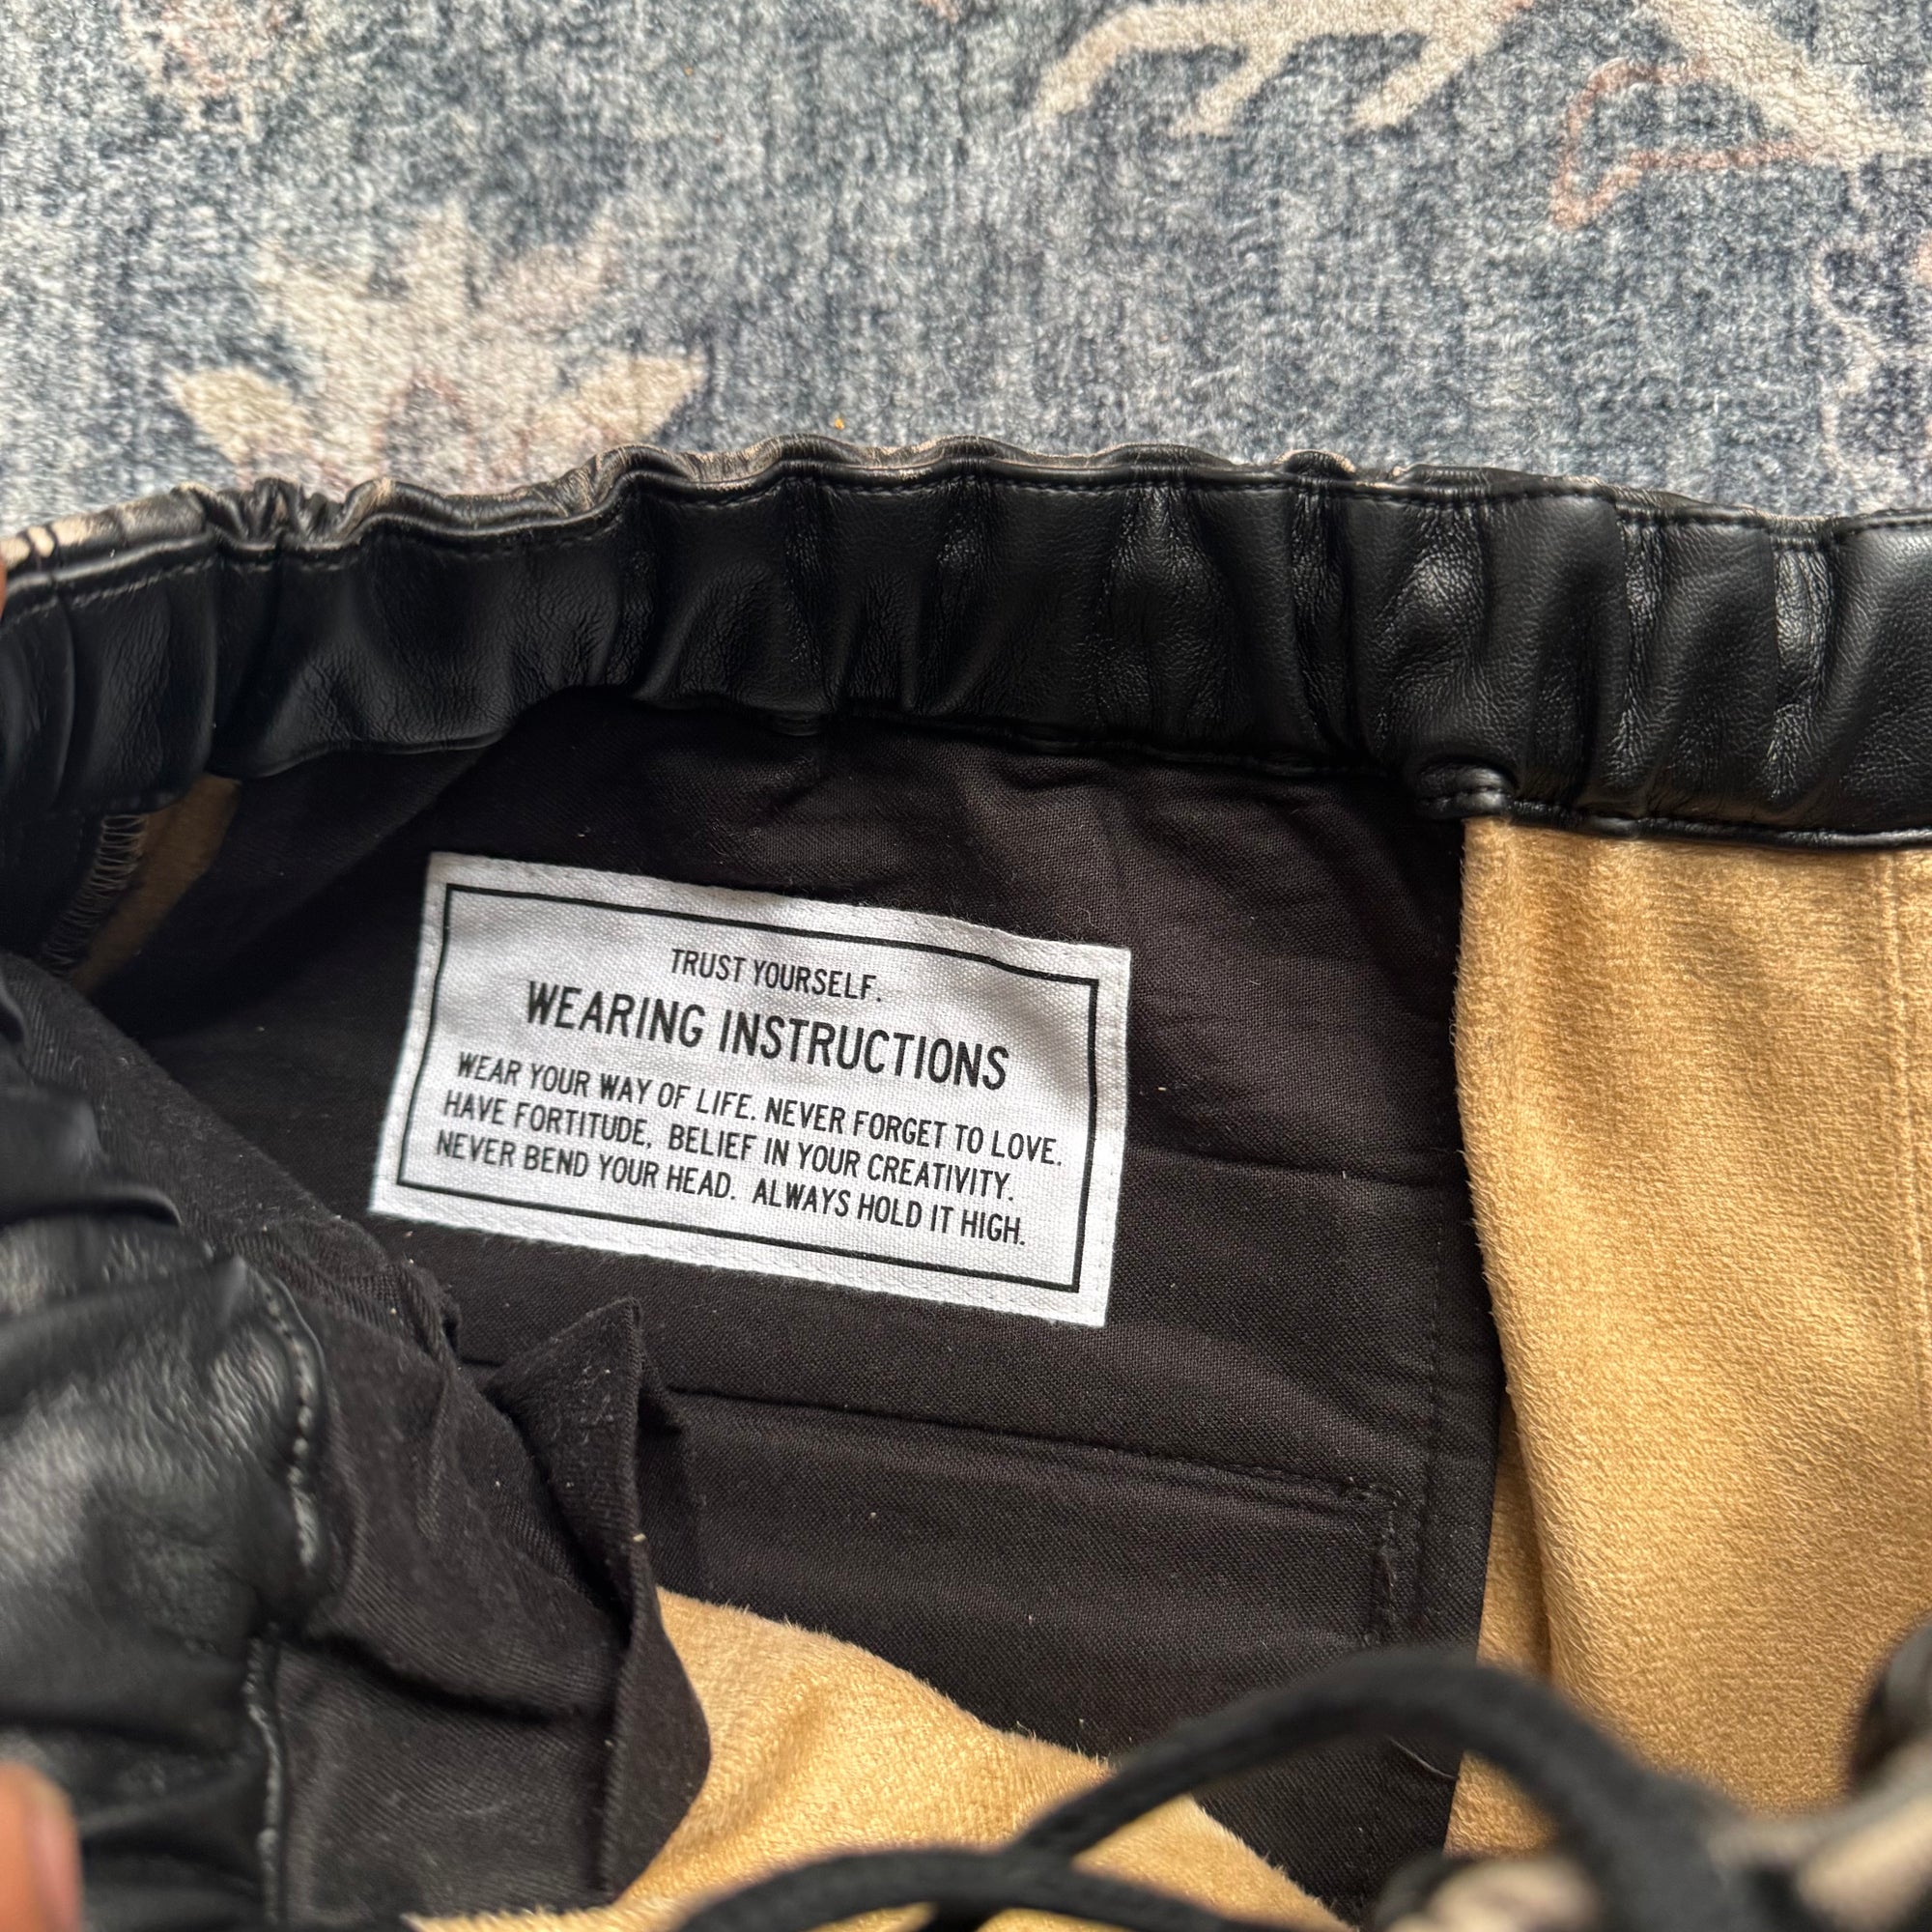 TRUST YOURSELF.
WEARING INSTRUCTIONS
WEAR YOUR WAY OF LIFE. NEVER FORGET TO LOVE.
HAVE FORTITUDE, BELIEF IN YOUR CREATIVITY.
NEVER BEND YOUR HEAD. ALWAYS HOLD IT HIGH.